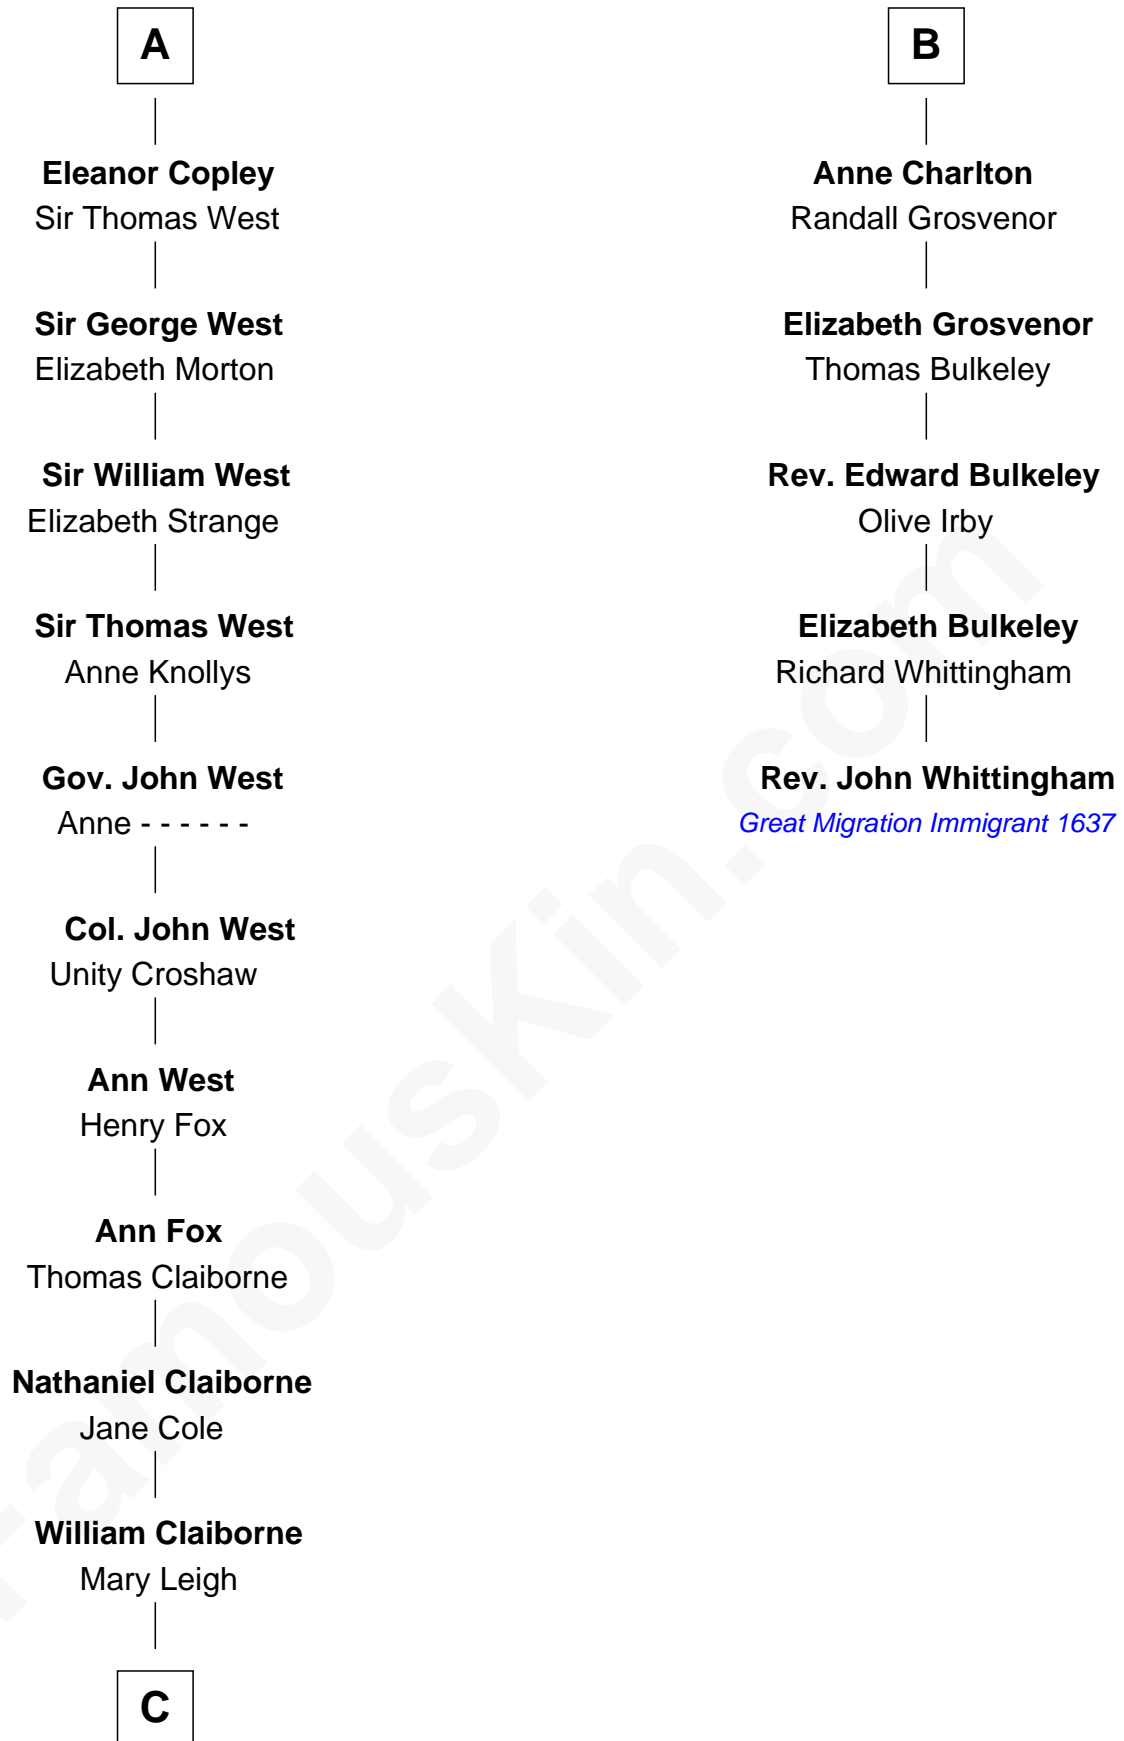 A
Eleanor Copley
Sir Thomas West
Sir George West
Elizabeth Morton
Sir William West
Elizabeth Strange
Sir Thomas West
Anne Knollys
Gov. John West
Anne - - - - - -
Col. John West
Unity Croshaw
Ann West
Henry Fox
Ann Fox
Thomas Claiborne
Nathaniel Claiborne
Jane Cole
William Claiborne
Mary Leigh
C
B
Anne Charlton
Randall Grosvenor
Elizabeth Grosvenor
Thomas Bulkeley
Rev. Edward Bulkeley
Olive Irby
Elizabeth Bulkeley
Richard Whittingham
Rev. John Whittingham
Great Migration Immigrant 1637
FamousKin.com